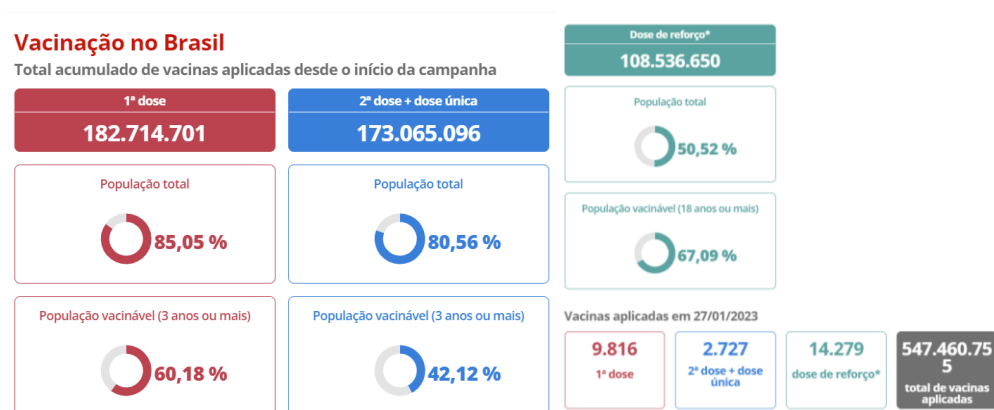 Vacinação no Brasil
Total acumulado de vacinas aplicadas desde o início da campanha
1ª dose
182.714.701
População total
85,05 %
População vacinável (3 anos ou mais)
60,18 %
2ª dose + dose única
173.065.096
População total
80,56 %
População vacinável (3 anos ou mais)
42,12 %
Dose de reforço*
108.536.650
População total
50,52 %
População vacinável (18 anos ou mais)
67,09 %
Vacinas aplicadas em 27/01/2023
9.816
1ª dose
2.727
2ª dose + dose
única
14.279
dose de reforço*
547.460.75
5
total de vacinas
aplicadas